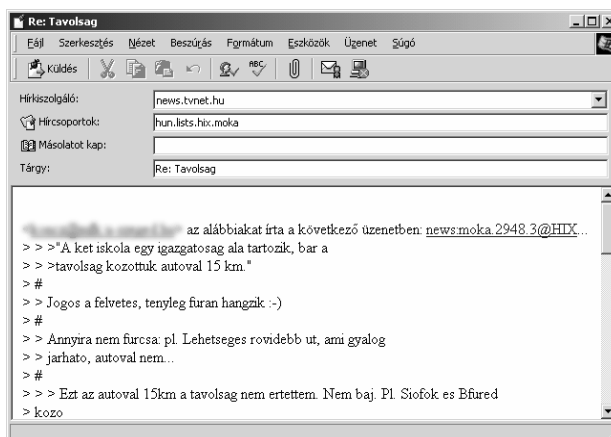 Re: Tavolsag
Fájl Szerkesztés Nézet Beszúrás Formátum Eszközök Üzenet Súgó
Küldés
ABC
Hírkiszolgáló: news.tvnet.hu
Hírcsoportok: hun.lists.hix.moka
Másolatot kap:
Tárgy: Re: Tavolsag
az alábbiakat írta a következő üzenetben: news:moka.2948.3@HIX...
> > >"A ket iskola egy igazgatosag ala tartozik, bar a
> > >tavolsag kozottuk autoval 15 km."
> #
> > Jogos a felvetes, tenyleg furan hangzik :-)
> #
> > Annyira nem furcsa: pl. Lehetseges rovidebb ut, ami gyalog
> > jarhato, autoval nem...
> #
> > > Ezt az autoval 15km a tavolsag nem ertettem. Nem baj. Pl. Siofok es Bfured
> kozo